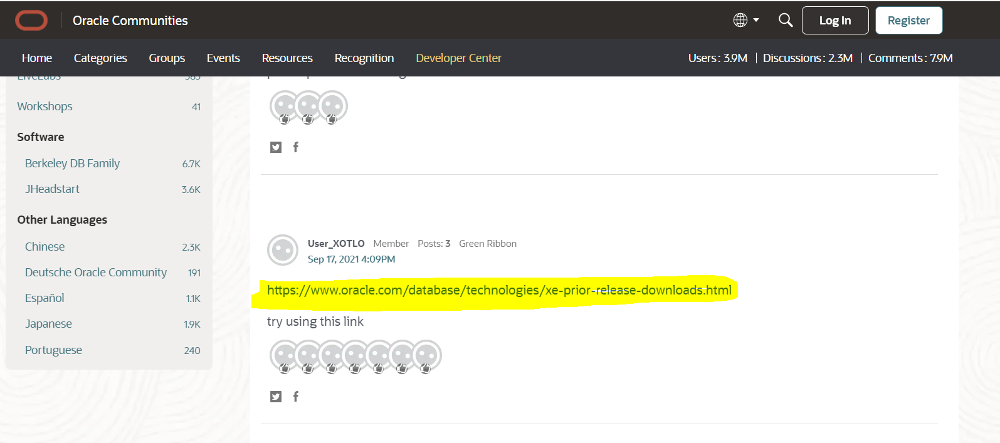 Oracle Communities
Log In
Register
Home Categories Groups Events Resources Recognition Developer Center
Users: 3.9M | Discussions: 2.3M | Comments: 7.9M
LiveLabs 585
Workshops 41
Software
Berkeley DB Family 6.7K
JHeadstart 3.6K
Other Languages
Chinese 2.3K
Deutsche Oracle Community 191
Español 1.1K
Japanese 1.9K
Portuguese 240
User_XOTLO Member Posts: 3 Green Ribbon
Sep 17, 2021 4:09PM
https://www.oracle.com/database/technologies/xe-prior-release-downloads.html
try using this link